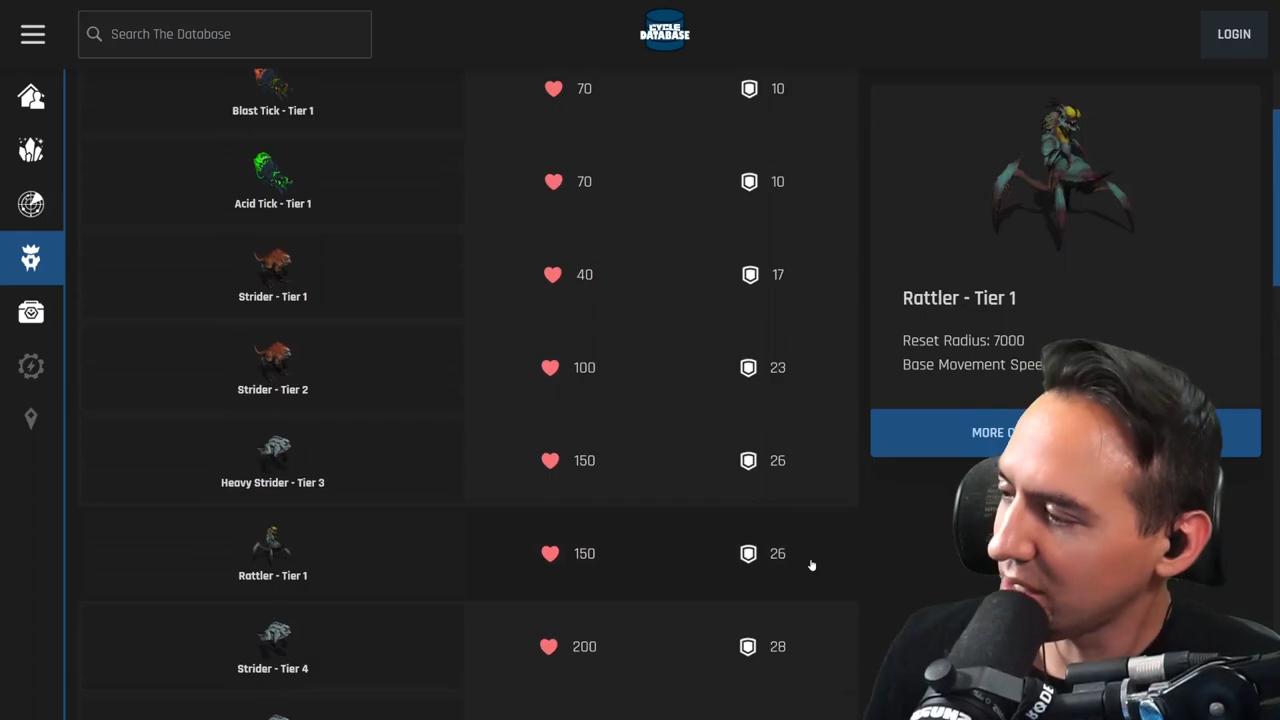 Search The Database
CYCLE
DATABASE
LOGIN
Blast Tick - Tier 1
70
10
Acid Tick - Tier 1
70
10
Strider - Tier 1
40
17
Strider - Tier 2
100
23
Heavy Strider - Tier 3
150
26
Rattler - Tier 1
150
26
Strider - Tier 4
200
28
Rattler - Tier 1
Reset Radius: 7000
Base Movement Spee
MORE